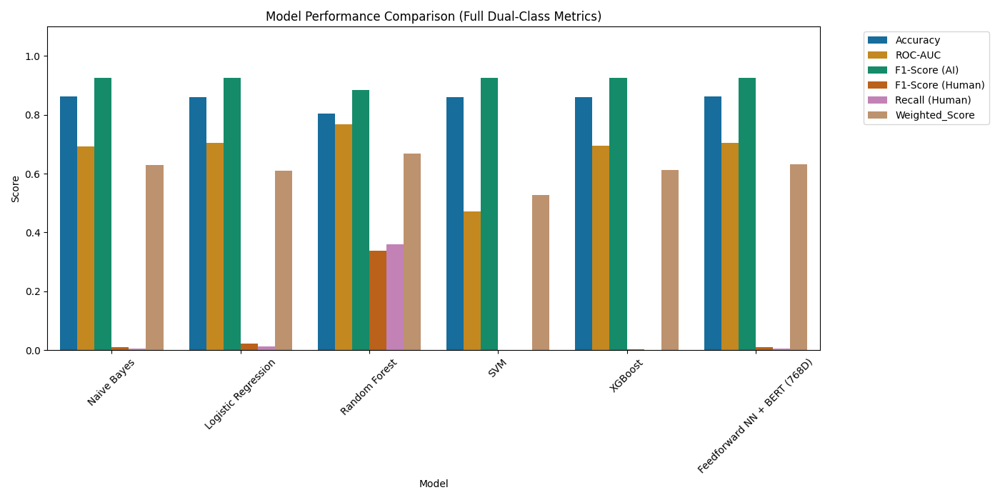 Model Performance Comparison (Full Dual-Class Metrics)
Accuracy
ROC-AUC
F1-Score (AI)
F1-Score (Human)
Recall (Human)
Weighted_Score
Score
1.0
0.8
0.6
0.4
0.2
0.0
Naive Bayes
Logistic Regression
Random Forest
SVM
XGBoost
Feedforward NN + BERT (768D)
Model